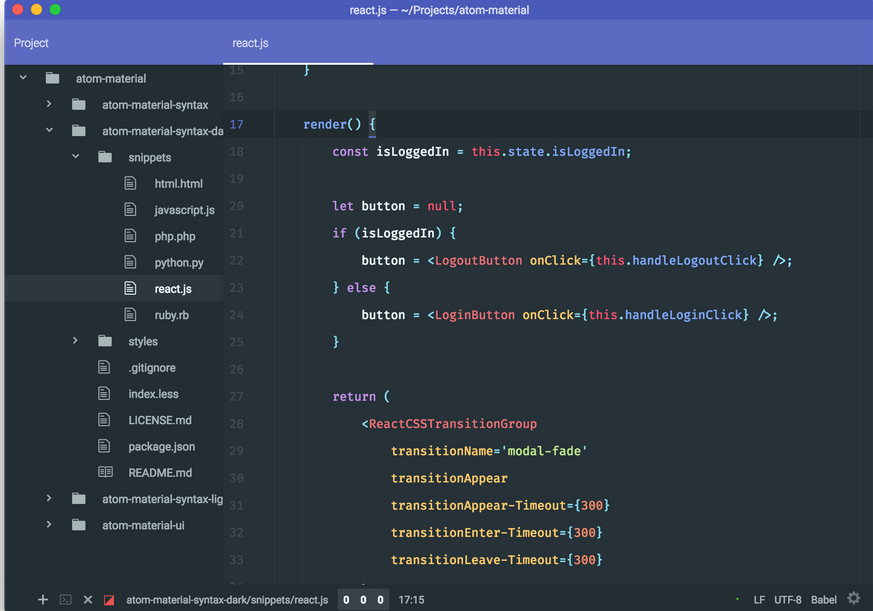 react.js — ~/Projects/atom-material
Project
react.js
atom-material
atom-material-syntax
atom-material-syntax-da
snippets
html.html
javascript.js
php.php
python.py
react.js
ruby.rb
styles
.gitignore
index.less
LICENSE.md
package.json
README.md
atom-material-syntax-lig
atom-material-ui
15 }
16
17 render() {
18 const isLoggedIn = this.state.isLoggedIn;
19
20 let button = null;
21 if (isLoggedIn) {
22 button = <LogoutButton onClick={this.handleLogoutClick} />;
23 } else {
24 button = <LoginButton onClick={this.handleLoginClick} />;
25 }
26
27 return (
28 <ReactCSSTransitionGroup
29 transitionName='modal-fade'
30 transitionAppear
31 transitionAppear-Timeout={300}
32 transitionEnter-Timeout={300}
33 transitionLeave-Timeout={300}
atom-material-syntax-dark/snippets/react.js 0 0 0 17:15 LF UTF-8 Babel